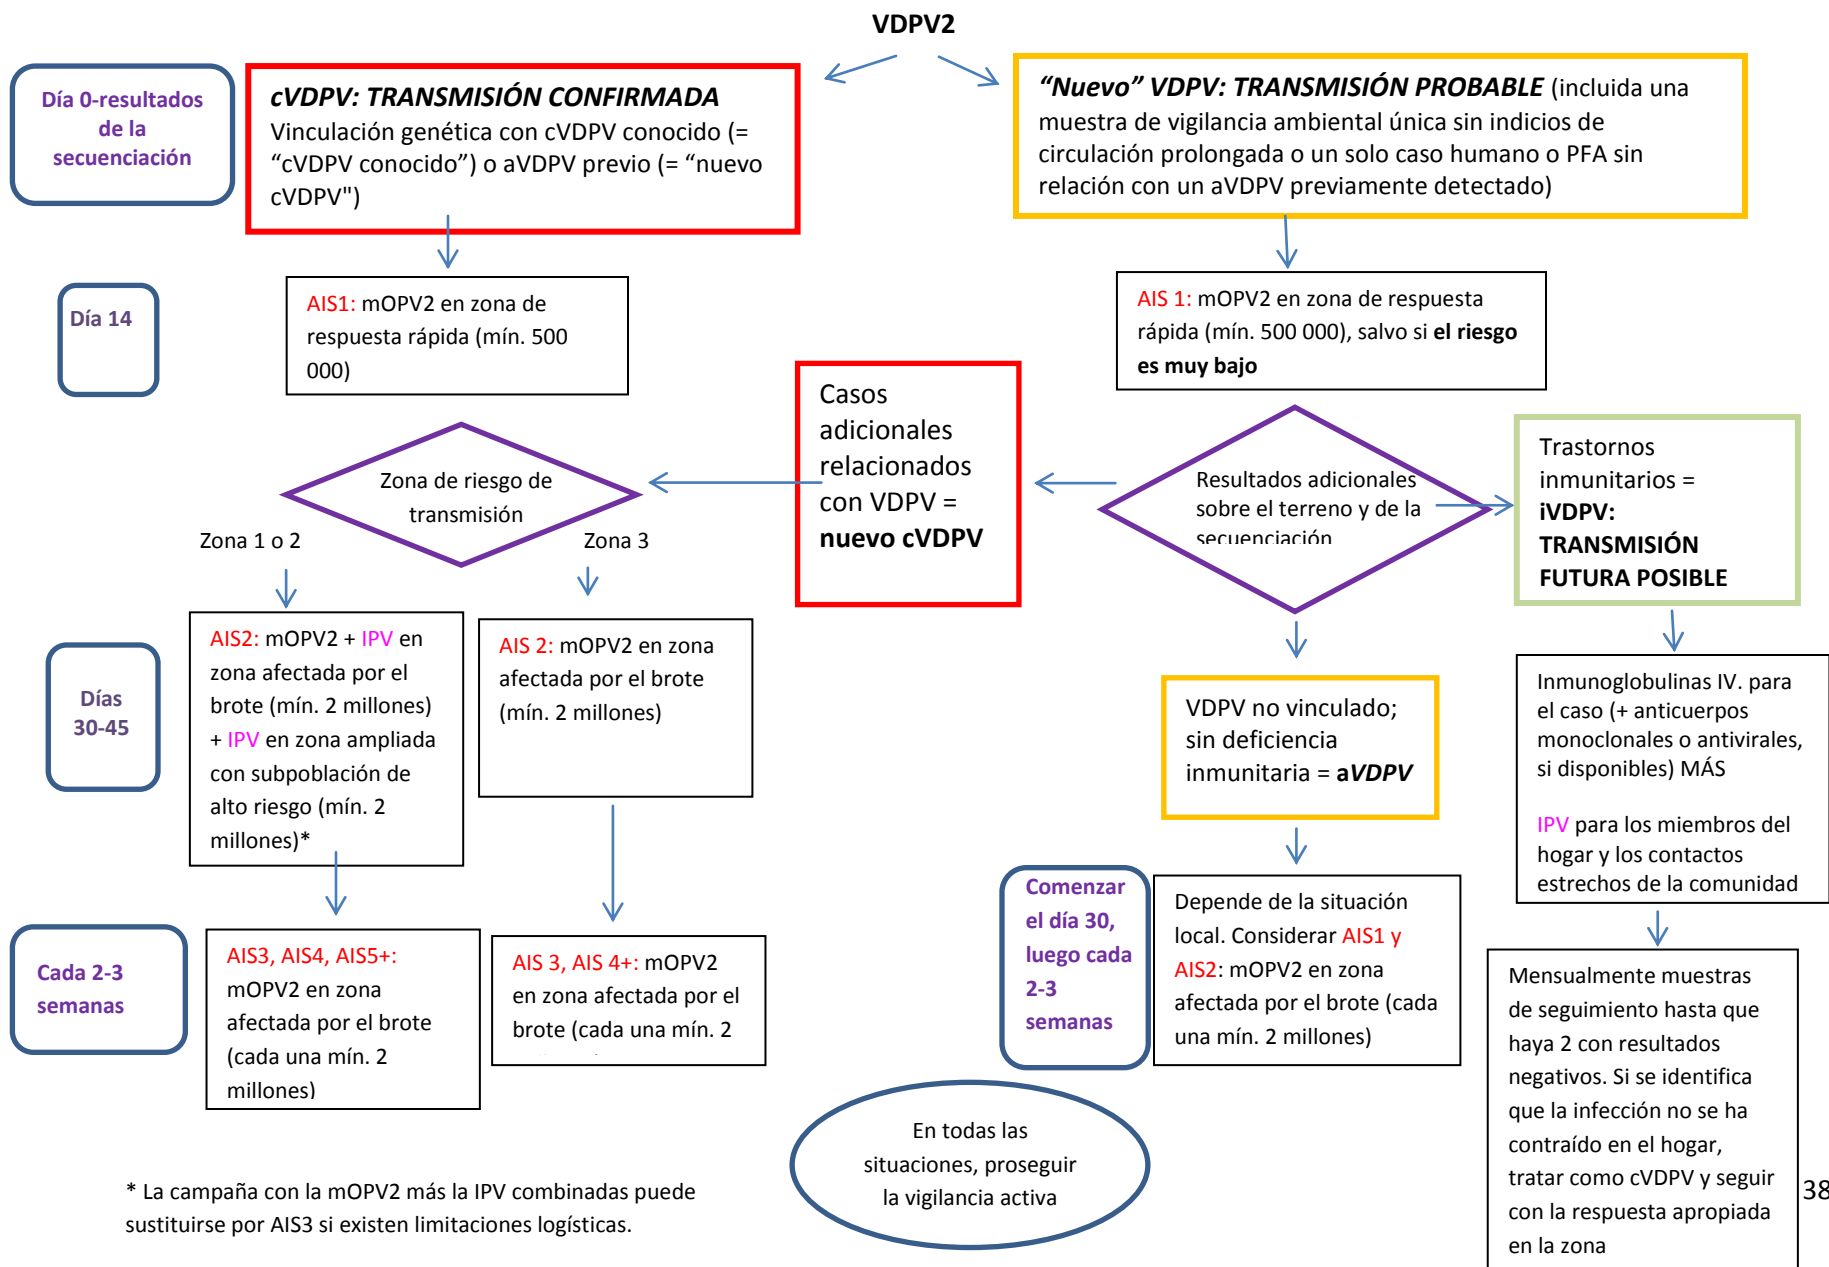 VDPV2
Día 0-resultados
de la
secuenciación
cVDPV: TRANSMISIÓN CONFIRMADA
Vinculación genética con cVDPV conocido (=
“cVDPV conocido”) o aVDPV previo (= “nuevo
cVDPV")
“Nuevo” VDPV: TRANSMISIÓN PROBABLE (incluida una
muestra de vigilancia ambiental única sin indicios de
circulación prolongada o un solo caso humano o PFA sin
relación con un aVDPV previamente detectado)
Día 14
AIS1: mOPV2 en zona de
respuesta rápida (mín. 500
000)
AIS 1: mOPV2 en zona de respuesta
rápida (mín. 500 000), salvo si el riesgo
es muy bajo
Zona de riesgo de
transmisión
Casos
adicionales
relacionados
con VDPV =
nuevo cVDPV
Resultados adicionales
sobre el terreno y de la
secuenciación
Trastornos
inmunitarios =
iVDPV:
TRANSMISIÓN
FUTURA POSIBLE
Zona 1 o 2
Zona 3
Días
30-45
AIS2: mOPV2 + IPV en
zona afectada por el
brote (mín. 2 millones)
+ IPV en zona ampliada
con subpoblación de
alto riesgo (mín. 2
millones)*
AIS 2: mOPV2 en zona
afectada por el brote
(mín. 2 millones)
VDPV no vinculado;
sin deficiencia
inmunitaria = aVDPV
Inmunoglobulinas IV. para
el caso (+ anticuerpos
monoclonales o antivirales,
si disponibles) MÁS
IPV para los miembros del
hogar y los contactos
estrechos de la comunidad
Cada 2-3
semanas
AIS3, AIS4, AIS5+:
mOPV2 en zona
afectada por el brote
(cada una mín. 2
millones)
AIS 3, AIS 4+: mOPV2
en zona afectada por el
brote (cada una mín. 2
Comenzar
el día 30,
luego cada
2-3
semanas
Depende de la situación
local. Considerar AIS1 y
AIS2: mOPV2 en zona
afectada por el brote (cada
una mín. 2 millones)
Mensualmente muestras
de seguimiento hasta que
haya 2 con resultados
negativos. Si se identifica
que la infección no se ha
contraído en el hogar,
tratar como cVDPV y seguir
con la respuesta apropiada
en la zona
En todas las
situaciones, proseguir
la vigilancia activa
* La campaña con la mOPV2 más la IPV combinadas puede
sustituirse por AIS3 si existen limitaciones logísticas.
38